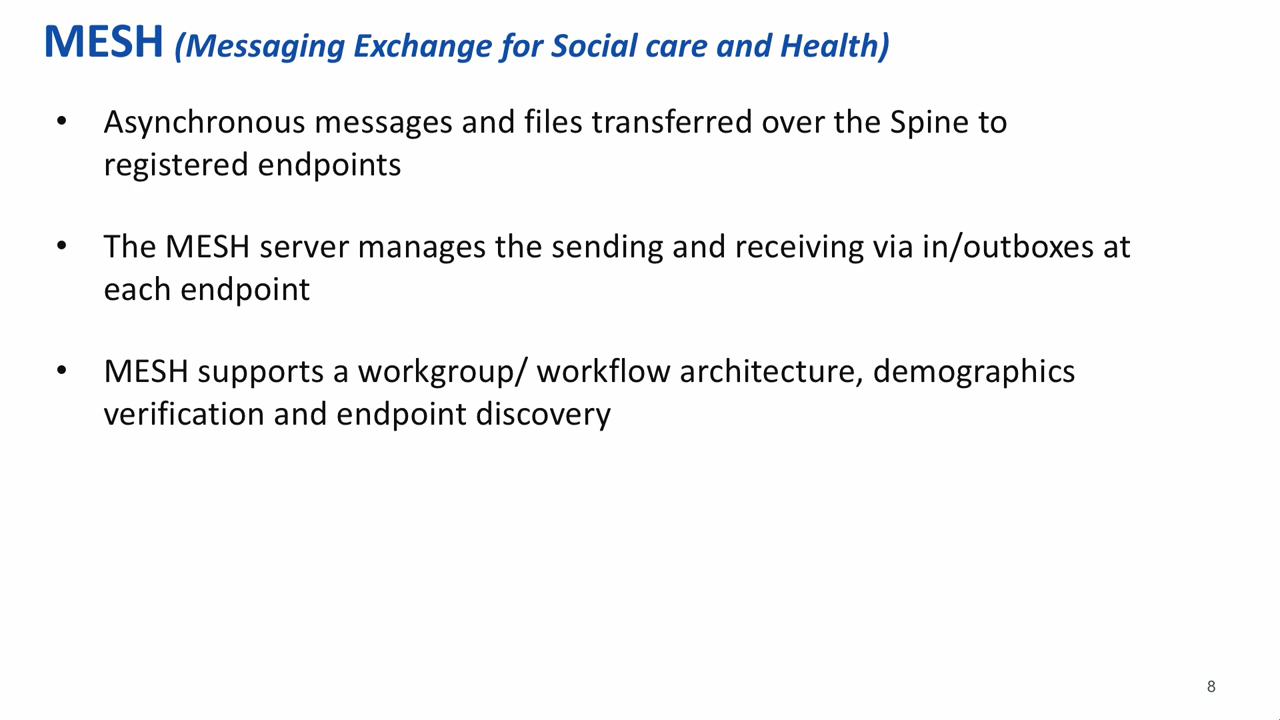 MESH (Messaging Exchange for Social care and Health)
• Asynchronous messages and files transferred over the Spine to
registered endpoints
• The MESH server manages the sending and receiving via in/outboxes at
each endpoint
• MESH supports a workgroup/ workflow architecture, demographics
verification and endpoint discovery
8